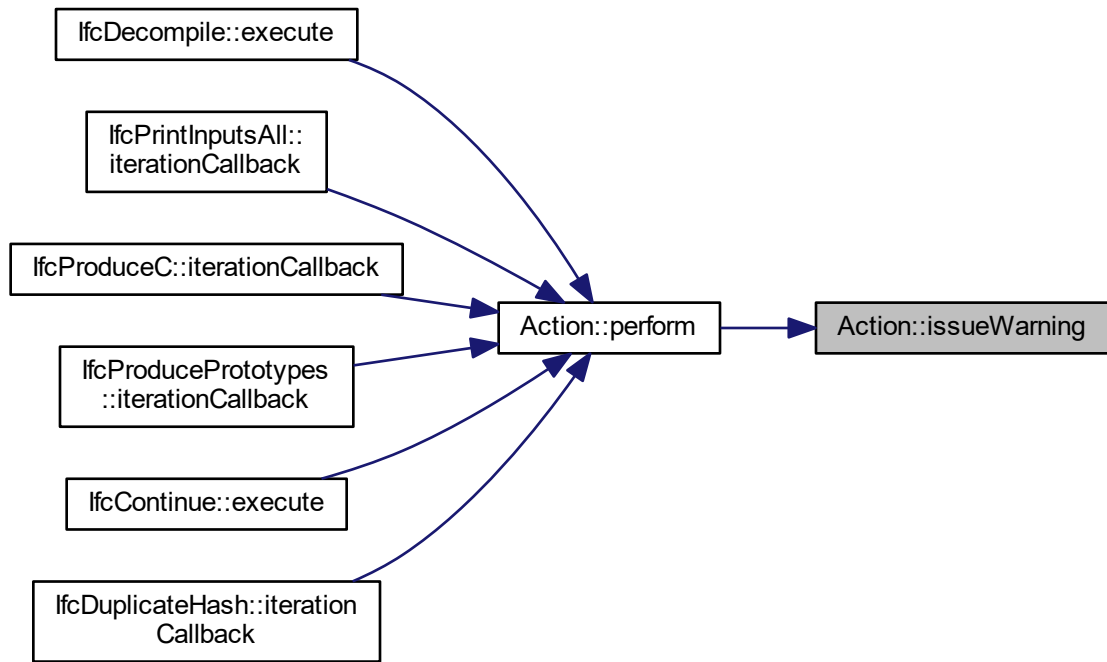 IfcDecompile::execute
IfcPrintInputsAll::
iterationCallback
IfcProduceC::iterationCallback
IfcProducePrototypes
::iterationCallback
IfcContinue::execute
IfcDuplicateHash::iteration
Callback
Action::perform
Action::issueWarning